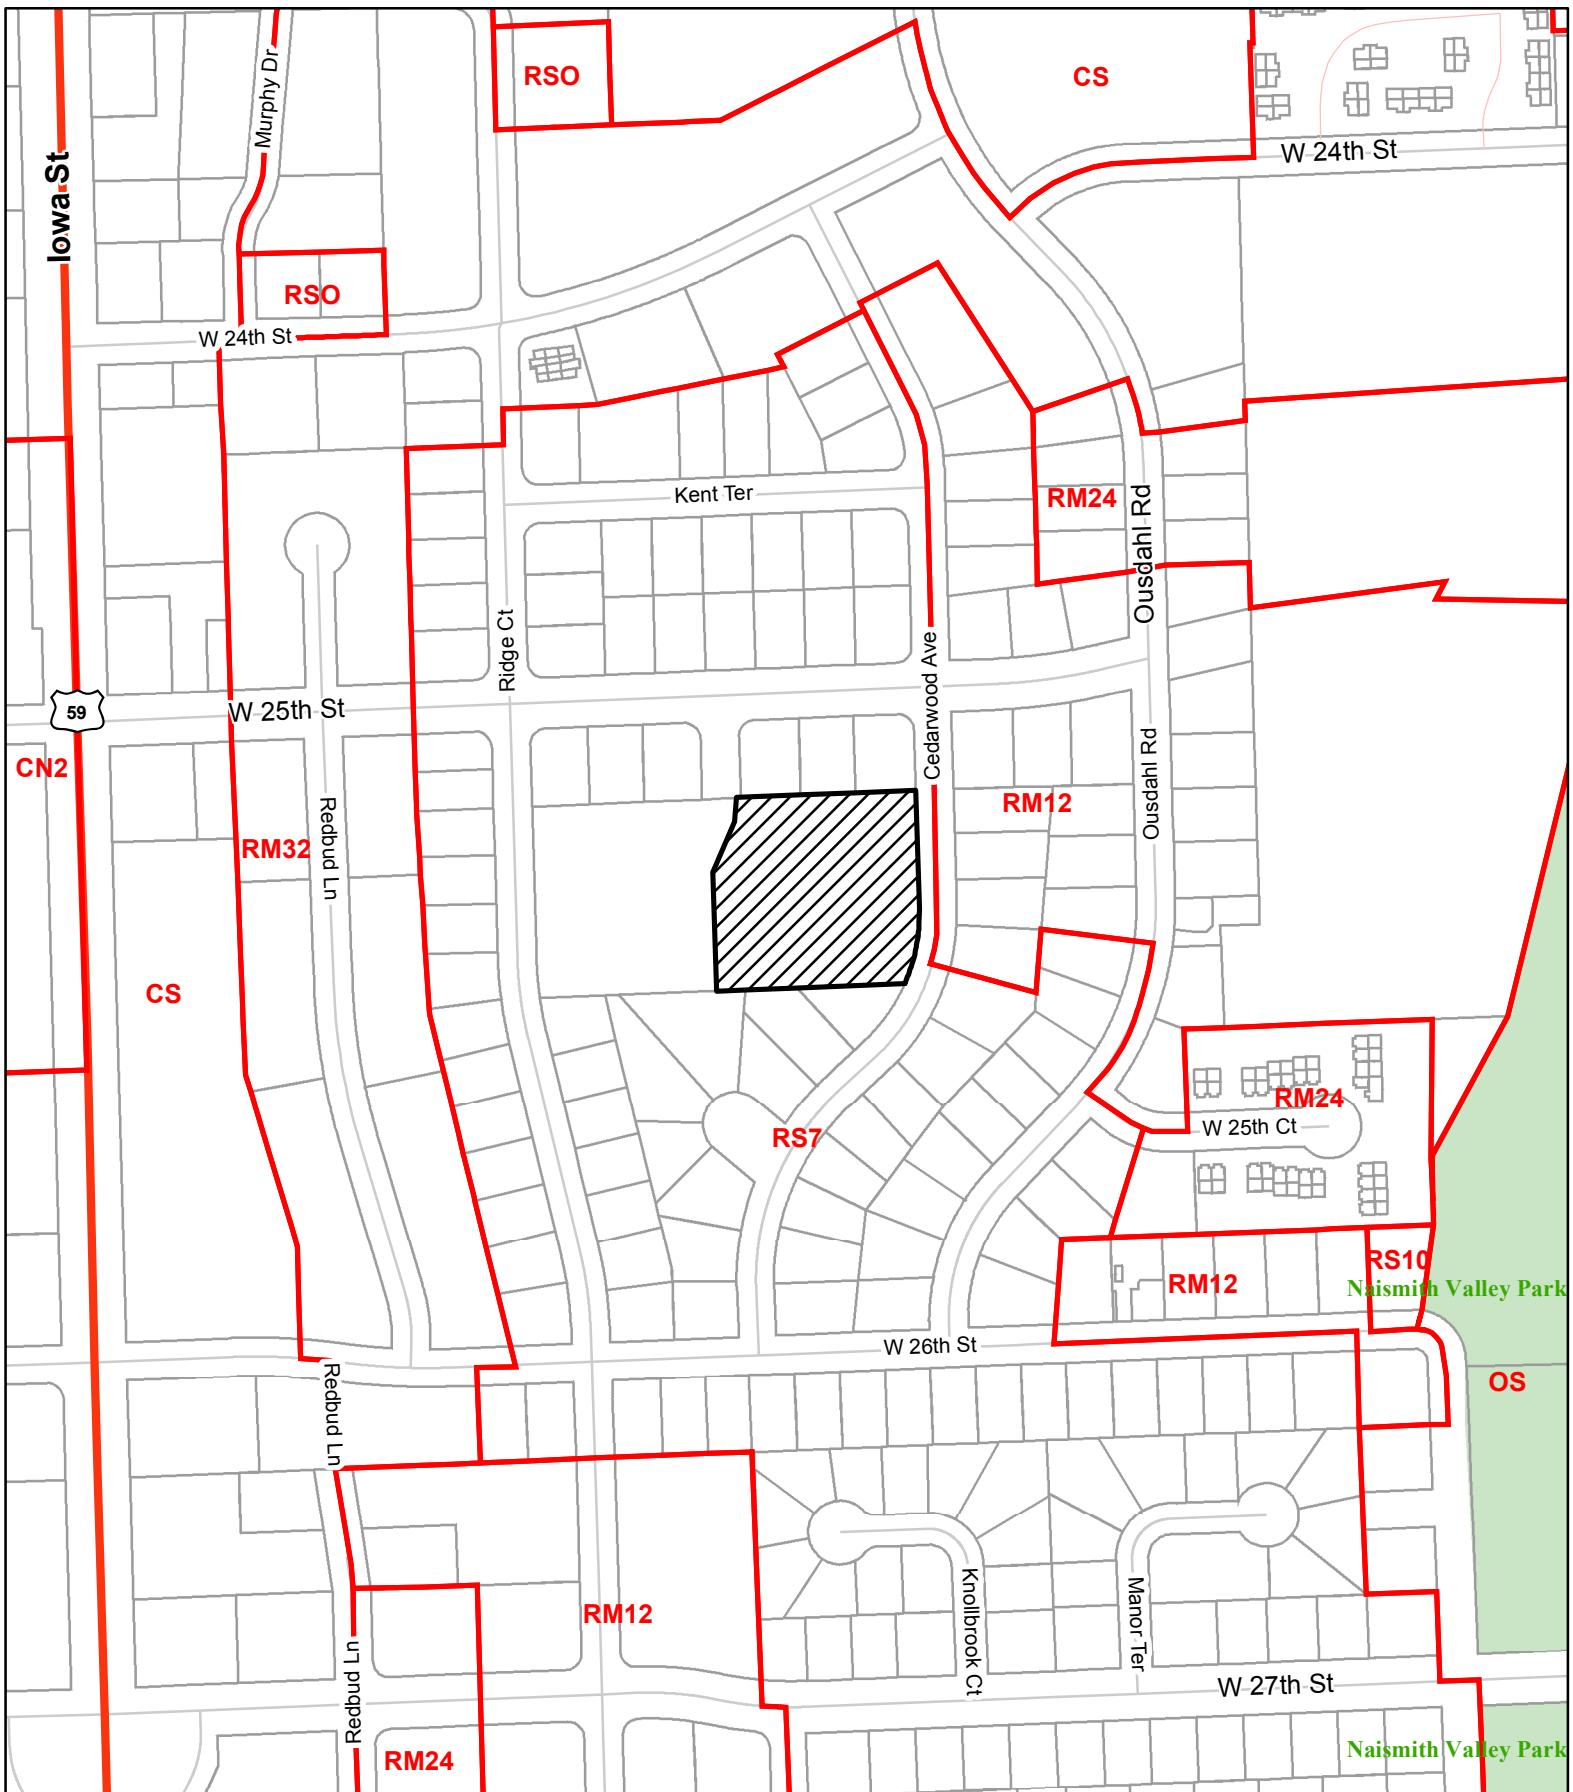 RSO
CS
Murphy Dr
W 24th St
Iowa St
RSO
W 24th St
Kent Ter
RM24
Ousdahl Rd
Ridge Ct
Cedarwood Ave
W 25th St
59
CN2
Redbud Ln
RM32
RM12
Ousdahl Rd
CS
RM24
W 25th Ct
RS7
RS10
RM12
Naismith Valley Park
W 26th St
Redbud Ln
OS
RM12
Knollbrook Ct
Manor Ter
Redbud Ln
W 27th St
RM24
Naismith Valley Park